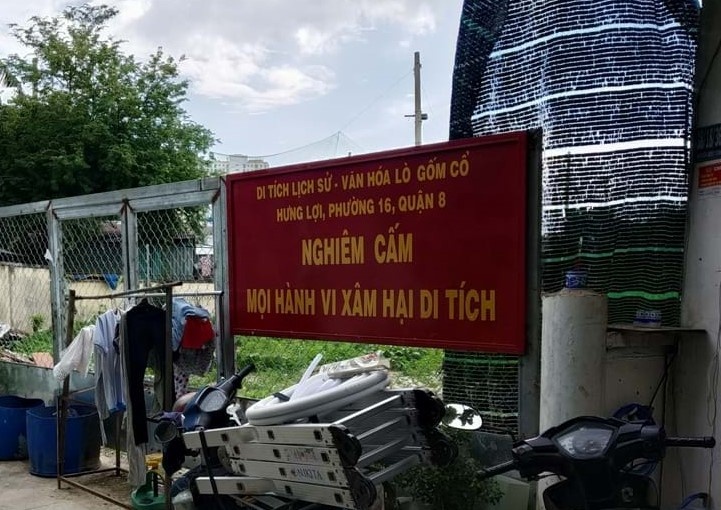 DI TÍCH LỊCH SỬ - VĂN HÓA LÒ GỐM CỔ
HƯNG LỢI, PHƯỜNG 16, QUẬN 8
NGHIÊM CẤM
MỌI HÀNH VI XÂM HẠI DI TÍCH
NIKITA